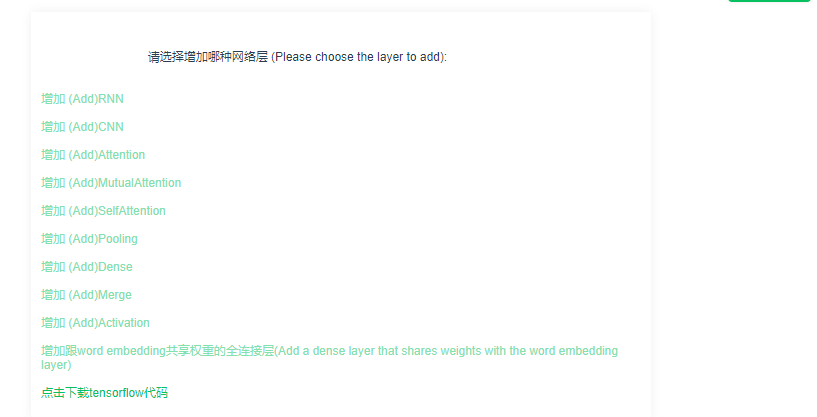 请选择增加哪种网络层 (Please choose the layer to add):
增加 (Add)RNN
增加 (Add)CNN
增加 (Add)Attention
增加 (Add)MutualAttention
增加 (Add)SelfAttention
增加 (Add)Pooling
增加 (Add)Dense
增加 (Add)Merge
增加 (Add)Activation
增加跟word embedding共享权重的全连接层(Add a dense layer that shares weights with the word embedding
layer)
点击下载tensorflow代码